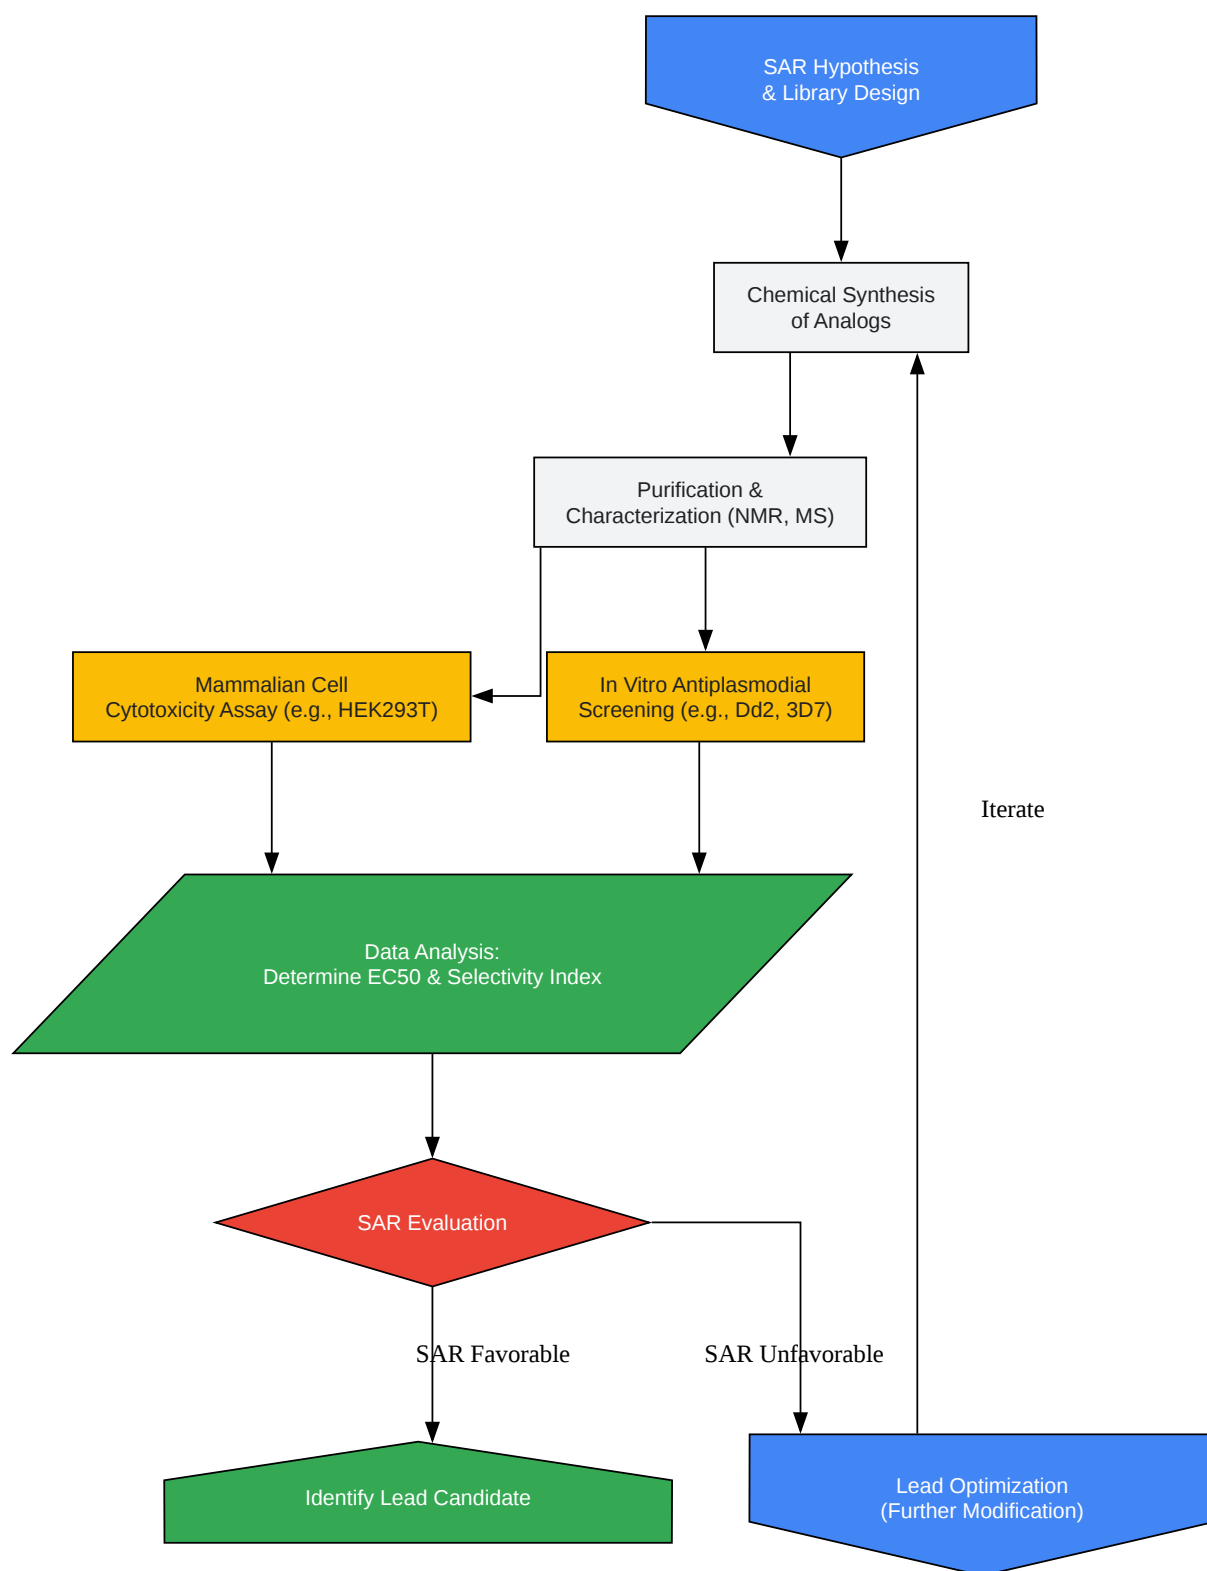 SAR Hypothesis
& Library Design
Chemical Synthesis
of Analogs
Purification &
Characterization (NMR, MS)
Mammalian Cell
Cytotoxicity Assay (e.g., HEK293T)
In Vitro Antiplasmodial
Screening (e.g., Dd2, 3D7)
Iterate
Data Analysis:
Determine EC50 & Selectivity Index
SAR Evaluation
SAR Favorable
SAR Unfavorable
Identify Lead Candidate
Lead Optimization
(Further Modification)